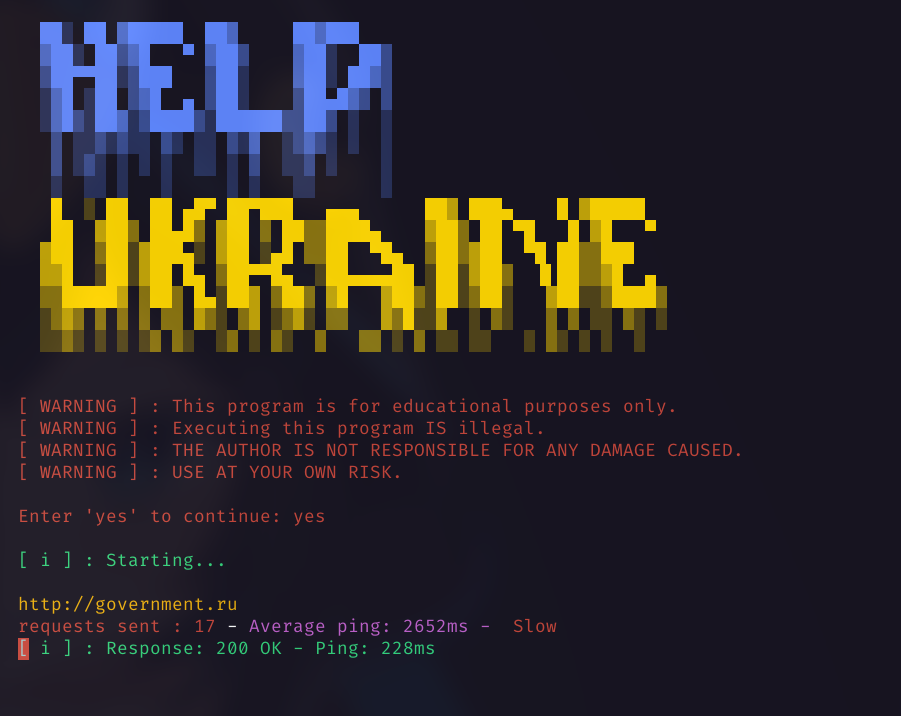 HELP
UKRAINE
[ WARNING ] : This program is for educational purposes only.
[ WARNING ] : Executing this program IS illegal.
[ WARNING ] : THE AUTHOR IS NOT RESPONSIBLE FOR ANY DAMAGE CAUSED.
[ WARNING ] : USE AT YOUR OWN RISK.
Enter 'yes' to continue: yes
[ i ] : Starting...
http://government.ru
requests sent : 17 - Average ping: 2652ms -  Slow
[ i ] : Response: 200 OK - Ping: 228ms